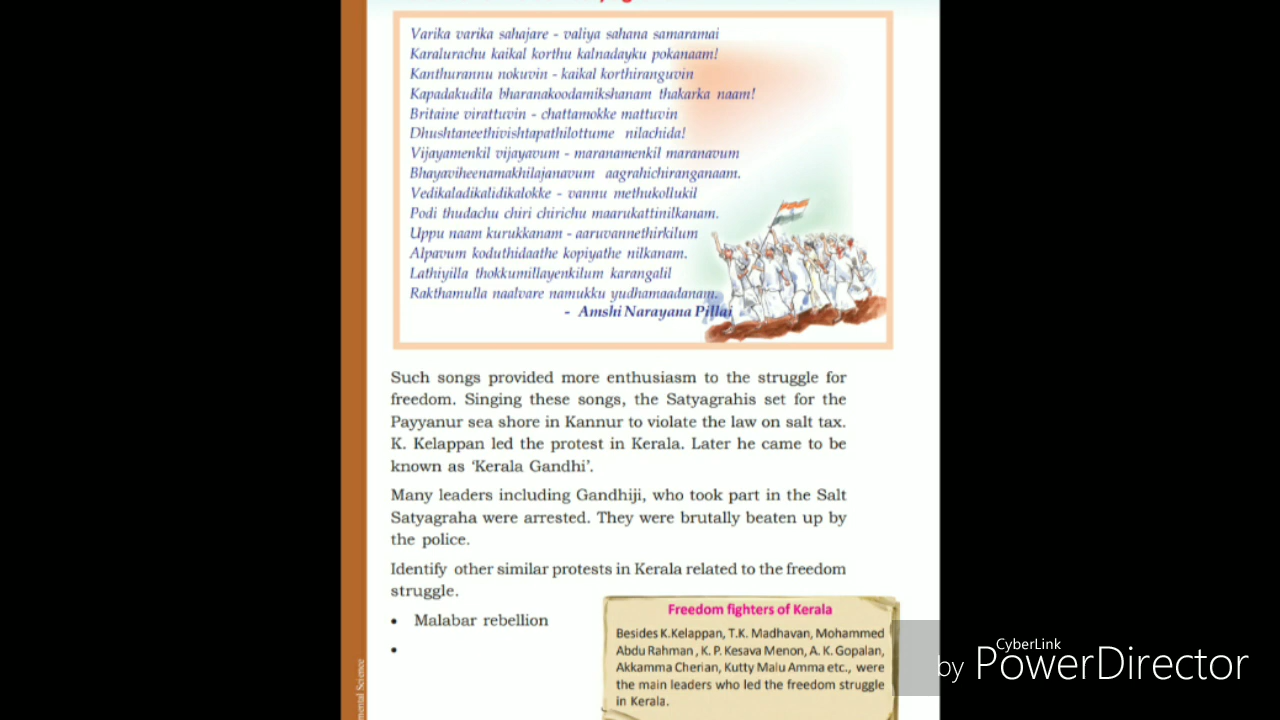 Varika varika sahajare - valiya sahana samaramai
Karalurachu kaikal korthu kalnadayku pokanaam!
Kanthurannu nokuvin - kaikal korthiranguvin
Kapadakudila bharanakoodamikshanam thakarka naam!
Britaine virattuvin - chattamokke mattuvin
Dhushtaneethivishtapathilottume nilachida!
Vijayamenkil vijayavum - maranamenkil maranavum
Bhayaviheenamakhilajanavum aagrahichiranganaam.
Vedikaladikalidikalokke - vannu methukollukil
Podi thudachu chiri chirichu maarukattinilkanam.
Uppu naam kurukkanam - aaruvannethirkilum
Alpavum koduthidaathe kopiyathe nilkanam.
Lathiyilla thokkumillayenkilum karangalil
Rakthamulla naalvare namukku yudhamaadanam.
- Amshi Narayana Pillai
Such songs provided more enthusiasm to the struggle for
freedom. Singing these songs, the Satyagrahis set for the
Payyanur sea shore in Kannur to violate the law on salt tax.
K. Kelappan led the protest in Kerala. Later he came to be
known as ‘Kerala Gandhi’.
Many leaders including Gandhiji, who took part in the Salt
Satyagraha were arrested. They were brutally beaten up by
the police.
Identify other similar protests in Kerala related to the freedom
struggle.
• Malabar rebellion
•
Freedom fighters of Kerala
Besides K.Kelappan, T.K. Madhavan, Mohammed
Abdu Rahman , K. P. Kesava Menon, A. K. Gopalan,
Akkamma Cherian, Kutty Malu Amma etc., were
the main leaders who led the freedom struggle
in Kerala.
mental Science
by CyberLink PowerDirector